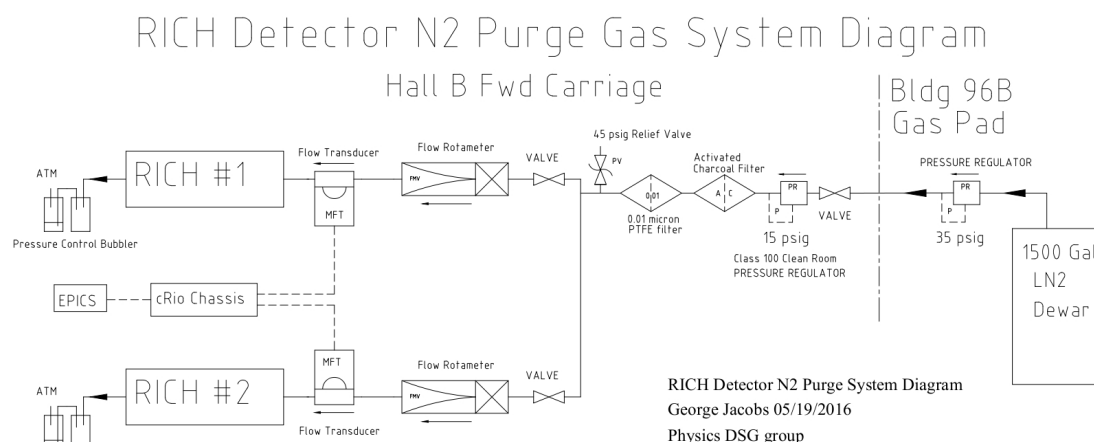 RICH Detector N2 Purge Gas System Diagram
Hall B Fwd Carriage
Bldg 96B
Gas Pad
45 psig Relief Valve
PV
Flow Transducer
Flow Rotameter
VALVE
Activated
Charcoal Filter
PRESSURE REGULATOR
ATM
RICH #1
FMV
0.01
A C
PR
PR
MFT
P
P
VALVE
Pressure Control Bubbler
0.01 micron
PTFE filter
15 psig
35 psig
Class 100 Clean Room
PRESSURE REGULATOR
1500 Gal
LN2
Dewar
EPICS
cRio Chassis
MFT
Flow Rotameter
VALVE
ATM
RICH #2
FMV
Flow Transducer
RICH Detector N2 Purge System Diagram
George Jacobs 05/19/2016
Physics DSG group